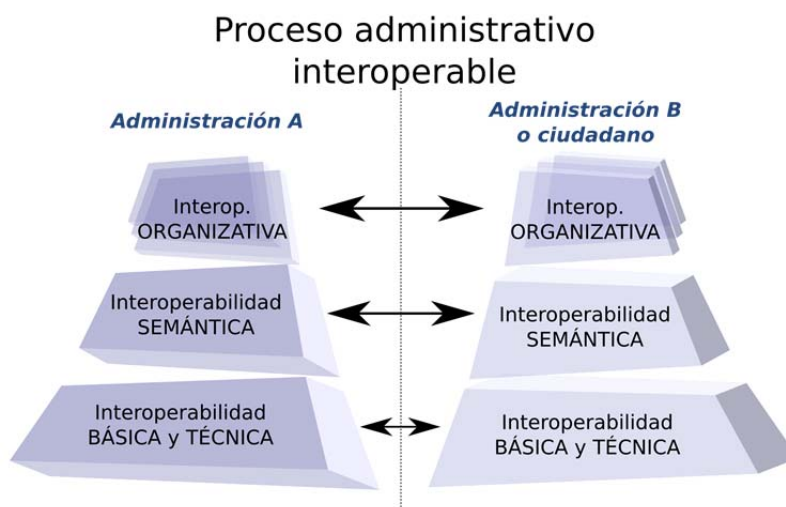 Proceso administrativo
interoperable
Administración A
Administración B
o ciudadano
Interop.
ORGANIZATIVA
Interop.
ORGANIZATIVA
Interoperabilidad
SEMÁNTICA
Interoperabilidad
SEMÁNTICA
Interoperabilidad
BÁSICA y TÉCNICA
Interoperabilidad
BÁSICA y TÉCNICA